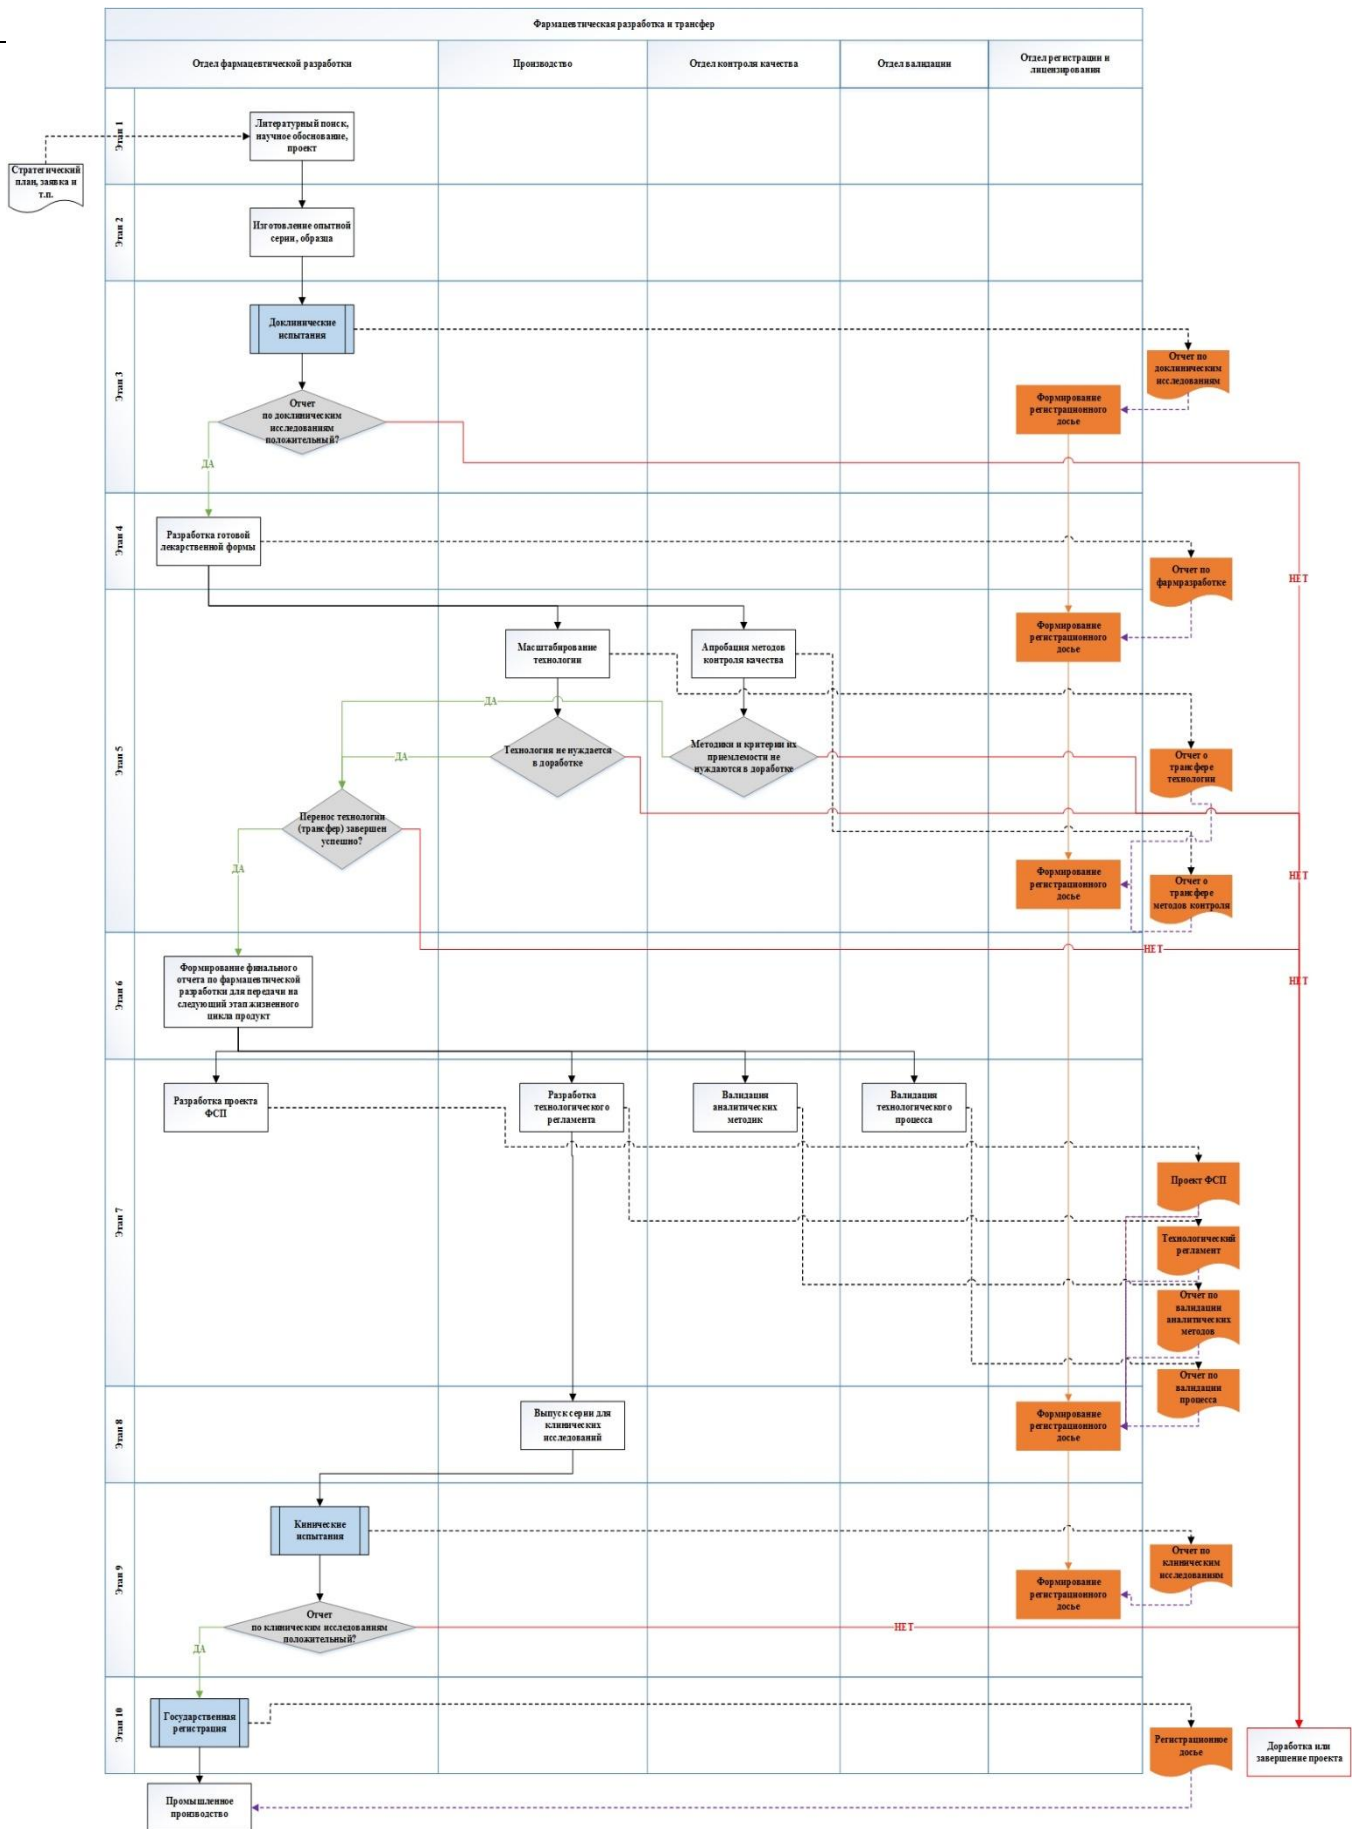 Фармацевтическая разработка и трансфер
Отдел фармацевтической разработки
Производство
Отдел контроля качества
Отдел валидации
Отдел регистрации и
лицензирования
Этап 1
Литературый поиск,
научное обоснование,
проект
Стратегический
план, заявка и
т.п.
Этап 2
Изготовление опытной
серии, образца
Этап 3
Доклинические
испытания
Отчет по
доклиническим
исследованиям
Формирование
регистрационного
досье
Отчет
по доклиническим
исследованиям
положительный?
ДА
Этап 4
Разработка готовой
лекарственной формы
Отчет по
фармразработке
НЕТ
Этап 5
Формирование
регистрационного
досье
Масштабирование
технологии
Апробация методов
контроля качества
ДА
Технология не нуждается
в доработке
Методики и критерии их
приемлемости не
нуждаются в доработке
ДА
Отчет о
трансфере
технологии
Перенос технологии
(трансфер) завершен
успешно?
ДА
Формирование
регистрационного
досье
Отчет о
трансфере
методов контроля
НЕТ
НЕТ
Этап 6
Формирование финального
отчета по фармацевтической
разработки для передачи на
следующий этап жизненного
цикла продукт
НЕТ
Этап 7
Разработка проекта
ФСП
Разработка
технологического
регламента
Валидация
аналитических
методик
Валидация
технологического
процесса
Проект ФСП
Технологический
регламент
Отчет по
валидации
аналитических
методов
Отчет по
валидации
процесса
Этап 8
Выпуск серии для
клинических
исследований
Формирование
регистрационного
досье
Этап 9
Кинические
испытания
Отчет по
клиническим
исследованиям
Формирование
регистрационного
досье
Отчет
по клиническим исследованиям
положительный?
НЕТ
ДА
Этап 10
Государственная
регистрация
Регистрационное
досье
Доработка или
завершение проекта
Промышленное
производство